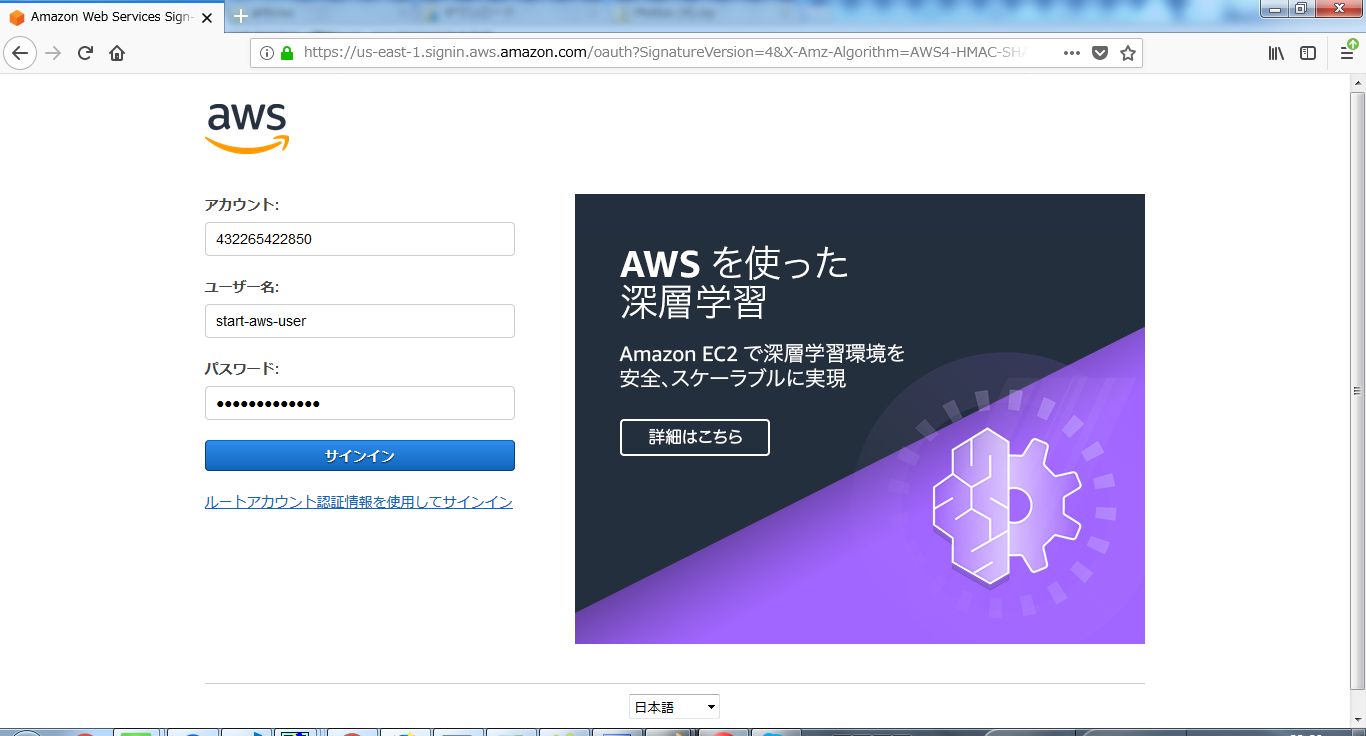 Amazon Web Services Sign-
https://us-east-1.signin.aws.amazon.com/oauth?SignatureVersion=4&X-Amz-Algorithm=AWS4-HMAC-SHA
aws
アカウント:
432265422850
ユーザー名:
start-aws-user
パスワード:
•••••••••••••
サインイン
ルートアカウント認証情報を使用してサインイン
AWS を使った
深層学習
Amazon EC2 で深層学習環境を
安全、スケーラブルに実現
詳細はこちら
日本語